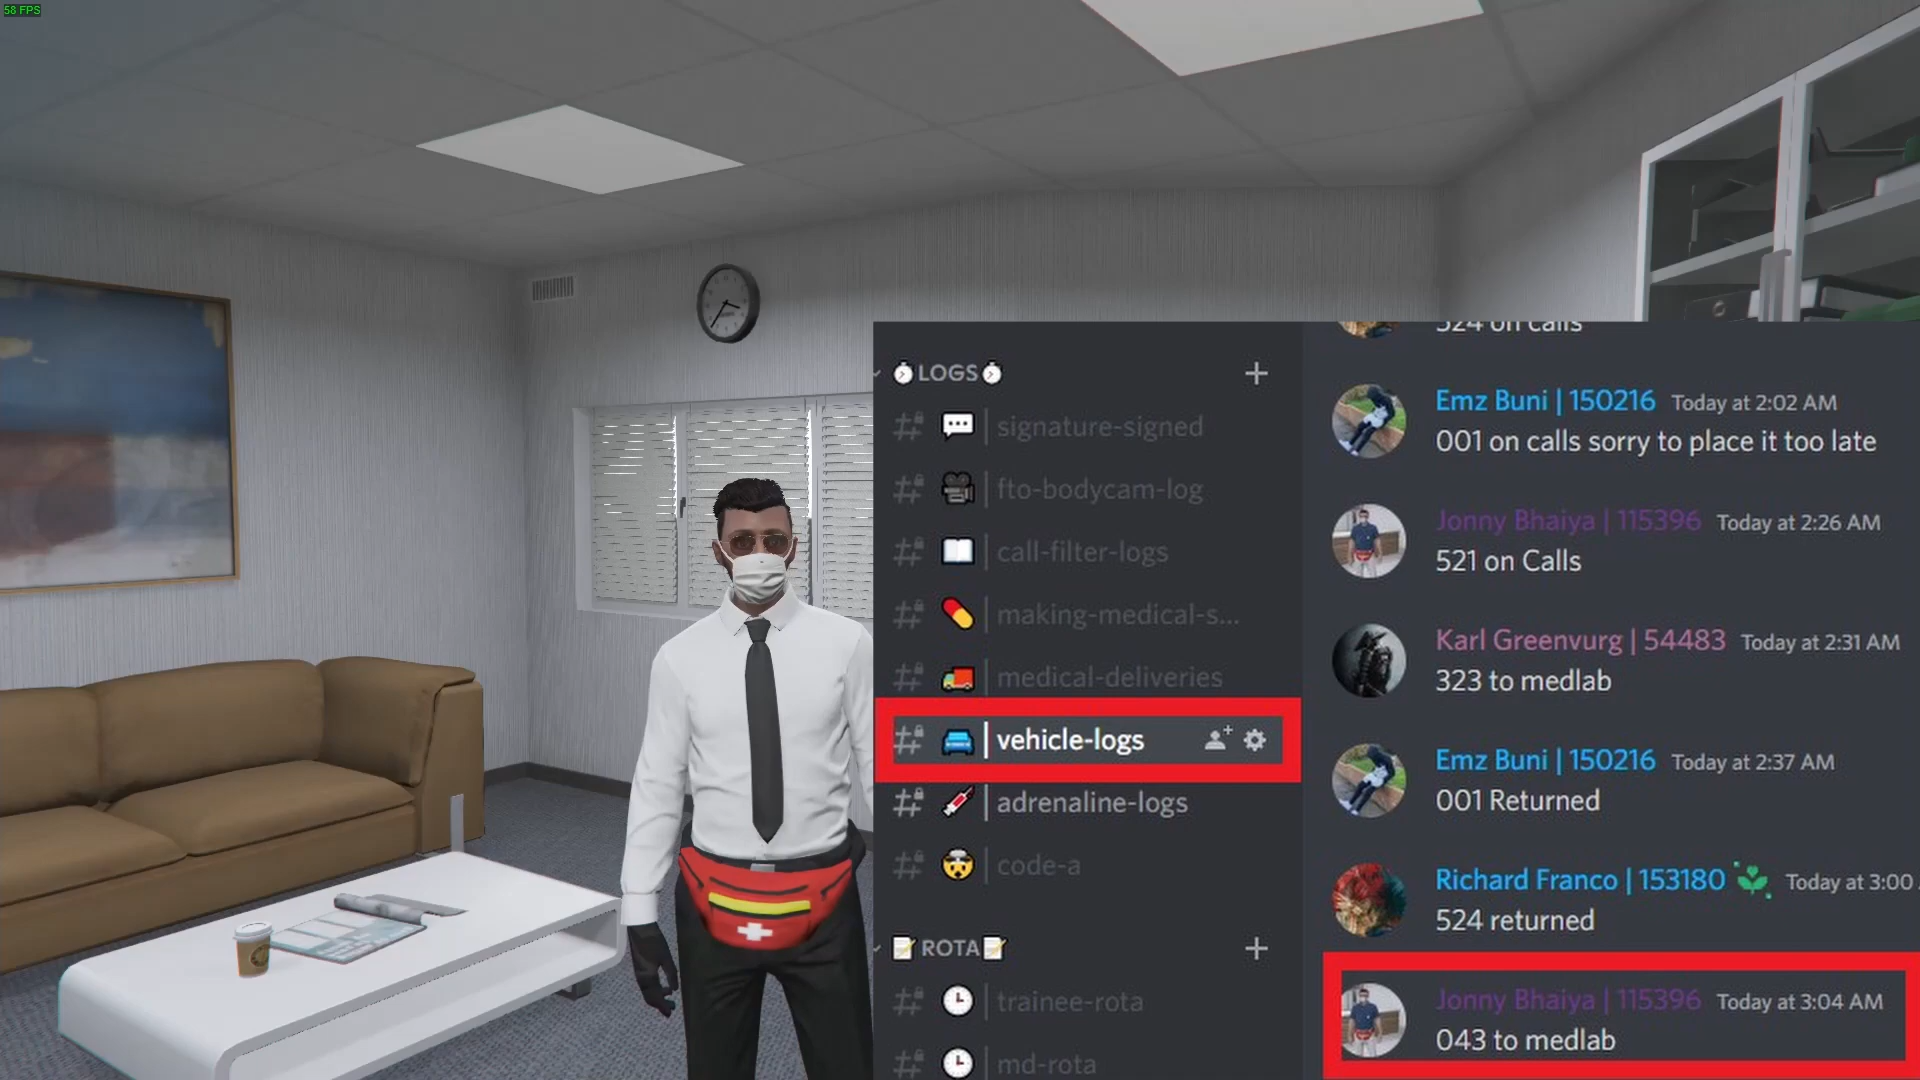 58 FPS
LOGS
signature-signed
fto-bodycam-log
call-filter-logs
making-medical-s...
medical-deliveries
vehicle-logs
adrenaline-logs
code-a
ROTA
trainee-rota
md-rota
524 on calls
Emz Buni | 150216 Today at 2:02 AM
001 on calls sorry to place it too late
Jonny Bhaiya | 115396 Today at 2:26 AM
521 on Calls
Karl Greenvurg | 54483 Today at 2:31 AM
323 to medlab
Emz Buni | 150216 Today at 2:37 AM
001 Returned
Richard Franco | 153180 Today at 3:00
524 returned
Jonny Bhaiya | 115396 Today at 3:04 AM
043 to medlab